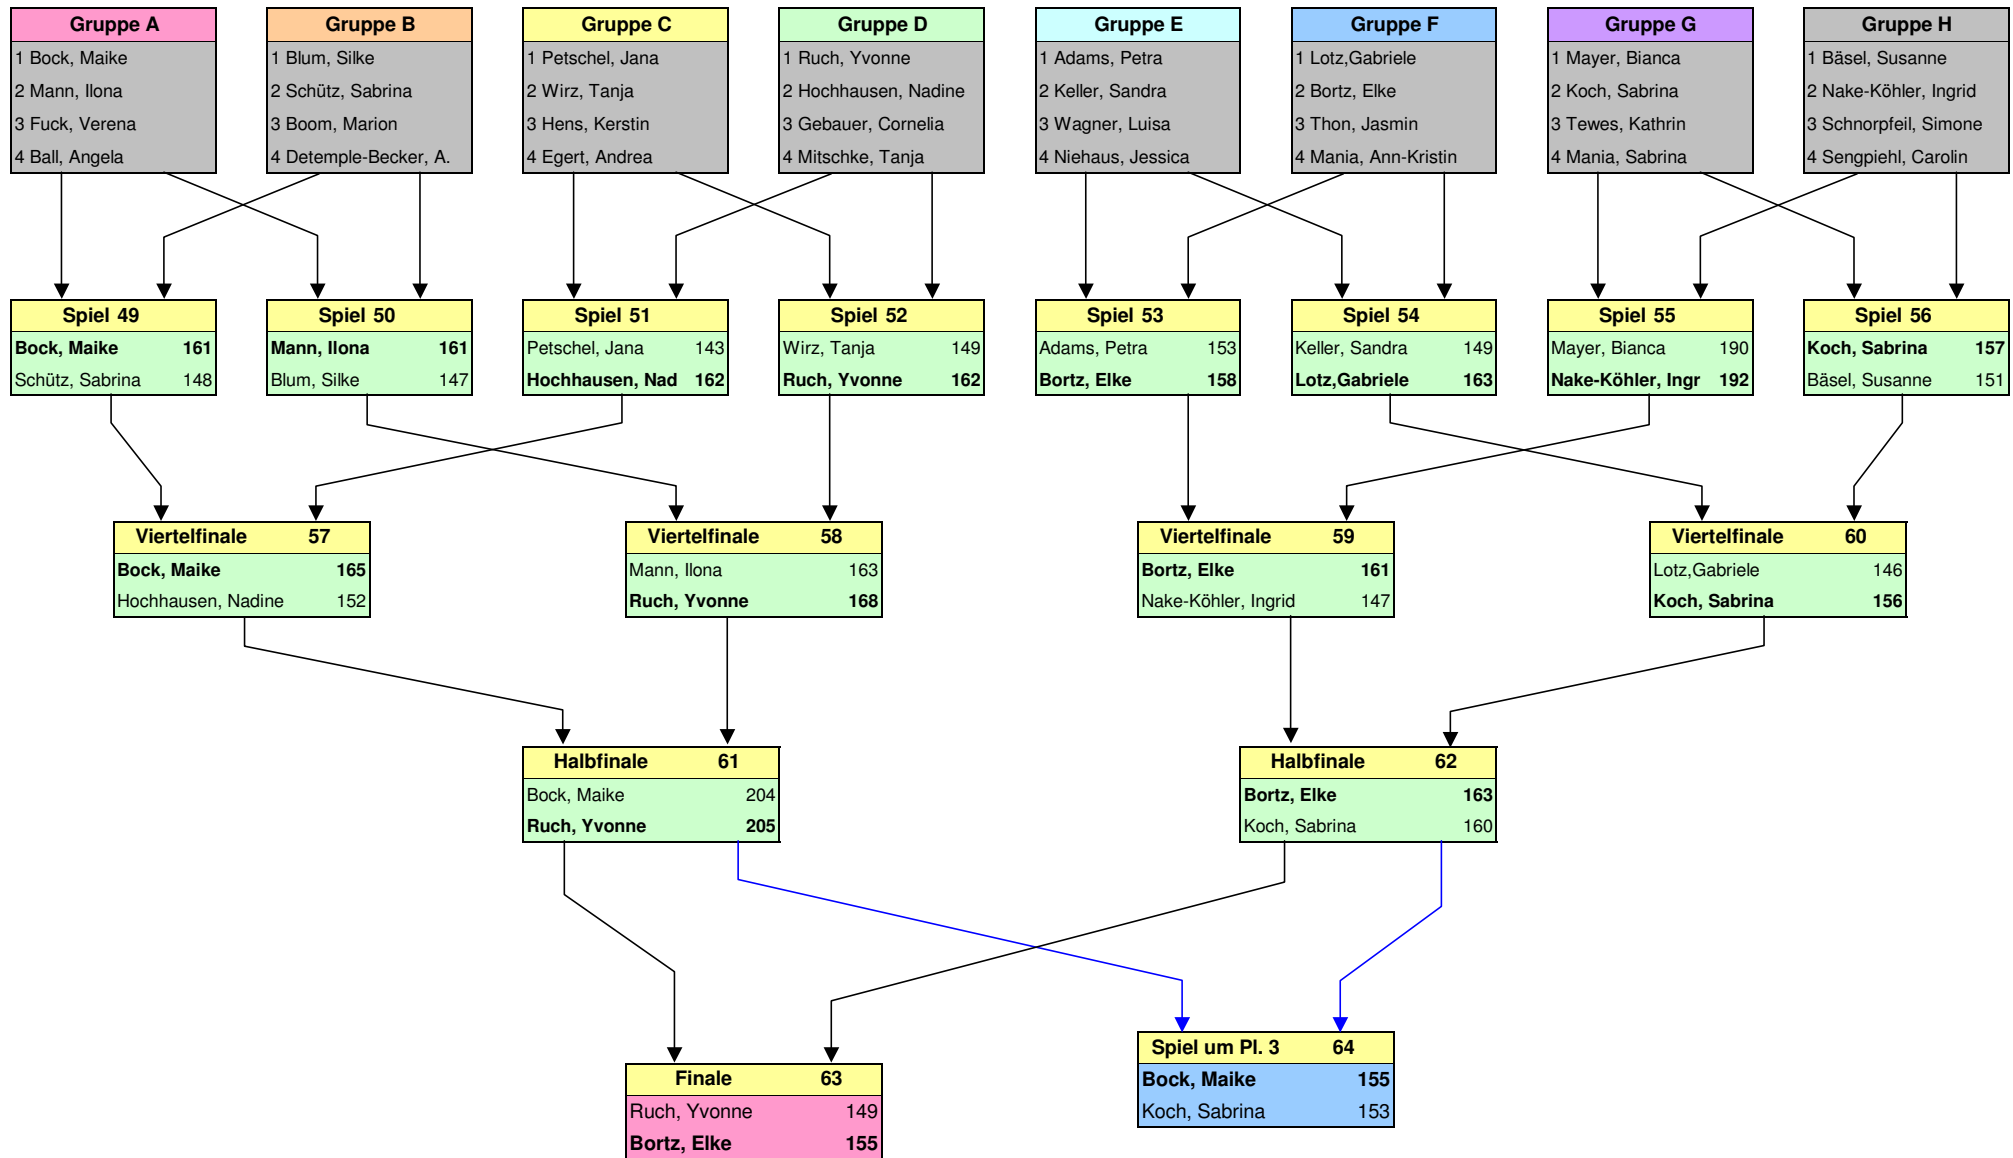 Gruppe A
1 Bock, Maike
2 Mann, Ilona
3 Fuck, Verena
4 Ball, Angela
Gruppe B
1 Blum, Silke
2 Schütz, Sabrina
3 Boom, Marion
4 Detemple-Becker, A.
Gruppe C
1 Petschel, Jana
2 Wirz, Tanja
3 Hens, Kerstin
4 Egert, Andrea
Gruppe D
1 Ruch, Yvonne
2 Hochhausen, Nadine
3 Gebauer, Cornelia
4 Mitschke, Tanja
Gruppe E
1 Adams, Petra
2 Keller, Sandra
3 Wagner, Luisa
4 Niehaus, Jessica
Gruppe F
1 Lotz,Gabriele
2 Bortz, Elke
3 Thon, Jasmin
4 Mania, Ann-Kristin
Gruppe G
1 Mayer, Bianca
2 Koch, Sabrina
3 Tewes, Kathrin
4 Mania, Sabrina
Gruppe H
1 Bäsel, Susanne
2 Nake-Köhler, Ingrid
3 Schnorpfeil, Simone
4 Sengpiehl, Carolin
Spiel 49
Bock, Maike 161
Schütz, Sabrina 148
Spiel 50
Mann, Ilona 161
Blum, Silke 147
Spiel 51
Petschel, Jana 143
Hochhausen, Nad 162
Spiel 52
Wirz, Tanja 149
Ruch, Yvonne 162
Spiel 53
Adams, Petra 153
Bortz, Elke 158
Spiel 54
Keller, Sandra 149
Lotz,Gabriele 163
Spiel 55
Mayer, Bianca 190
Nake-Köhler, Ingr 192
Spiel 56
Koch, Sabrina 157
Bäsel, Susanne 151
Viertelfinale 57
Bock, Maike 165
Hochhausen, Nadine 152
Viertelfinale 58
Mann, Ilona 163
Ruch, Yvonne 168
Viertelfinale 59
Bortz, Elke 161
Nake-Köhler, Ingrid 147
Viertelfinale 60
Lotz,Gabriele 146
Koch, Sabrina 156
Halbfinale 61
Bock, Maike 204
Ruch, Yvonne 205
Halbfinale 62
Bortz, Elke 163
Koch, Sabrina 160
Spiel um Pl. 3 64
Bock, Maike 155
Koch, Sabrina 153
Finale 63
Ruch, Yvonne 149
Bortz, Elke 155